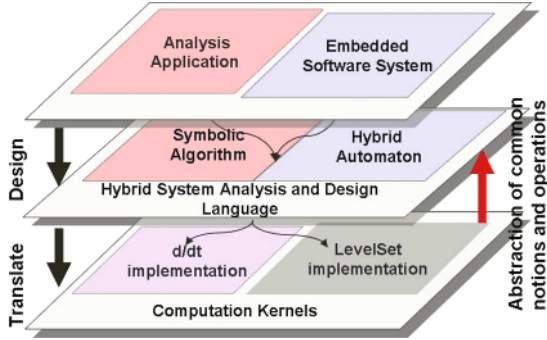 Analysis
Application
Embedded
Software System
Symbolic
Algorithm
Hybrid
Automaton
Hybrid System Analysis and Design
Language
d/dt
implementation
LevelSet
implementation
Computation Kernels
Design
Translate
Abstraction of common
notions and operations